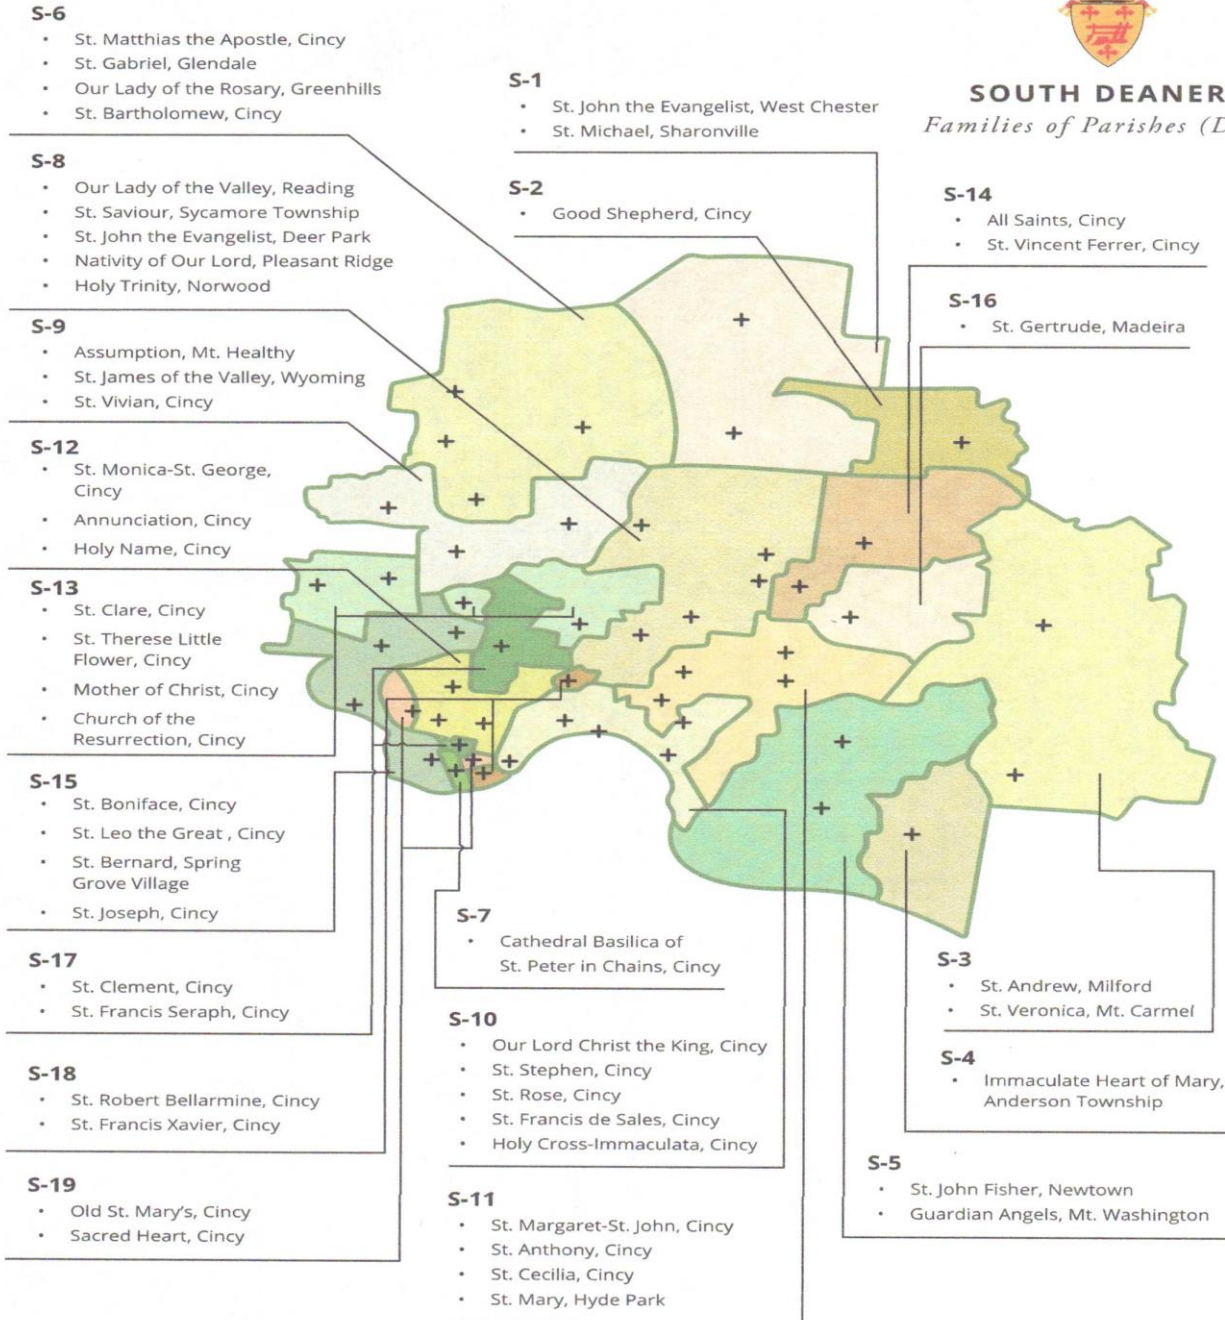 S-6
• St. Matthias the Apostle, Cincy
• St. Gabriel, Glendale
• Our Lady of the Rosary, Greenhills
• St. Bartholomew, Cincy
S-8
• Our Lady of the Valley, Reading
• St. Saviour, Sycamore Township
• St. John the Evangelist, Deer Park
• Nativity of Our Lord, Pleasant Ridge
• Holy Trinity, Norwood
S-9
• Assumption, Mt. Healthy
• St. James of the Valley, Wyoming
• St. Vivian, Cincy
S-12
• St. Monica-St. George,
Cincy
• Annunciation, Cincy
• Holy Name, Cincy
S-13
• St. Clare, Cincy
• St. Therese Little
Flower, Cincy
• Mother of Christ, Cincy
• Church of the
Resurrection, Cincy
S-15
• St. Boniface, Cincy
• St. Leo the Great , Cincy
• St. Bernard, Spring
Grove Village
• St. Joseph, Cincy
S-17
• St. Clement, Cincy
• St. Francis Seraph, Cincy
S-18
• St. Robert Bellarmine, Cincy
• St. Francis Xavier, Cincy
S-19
• Old St. Mary's, Cincy
• Sacred Heart, Cincy
S-1
• St. John the Evangelist, West Chester
• St. Michael, Sharonville
S-2
• Good Shepherd, Cincy
S-7
• Cathedral Basilica of
St. Peter in Chains, Cincy
S-10
• Our Lord Christ the King, Cincy
• St. Stephen, Cincy
• St. Rose, Cincy
• St. Francis de Sales, Cincy
• Holy Cross-Immaculata, Cincy
S-11
• St. Margaret-St. John, Cincy
• St. Anthony, Cincy
• St. Cecilia, Cincy
• St. Mary, Hyde Park
SOUTH DEANER
Families of Parishes (D
S-14
• All Saints, Cincy
• St. Vincent Ferrer, Cincy
S-16
• St. Gertrude, Madeira
S-3
• St. Andrew, Milford
• St. Veronica, Mt. Carmel
S-4
• Immaculate Heart of Mary,
Anderson Township
S-5
• St. John Fisher, Newtown
• Guardian Angels, Mt. Washington